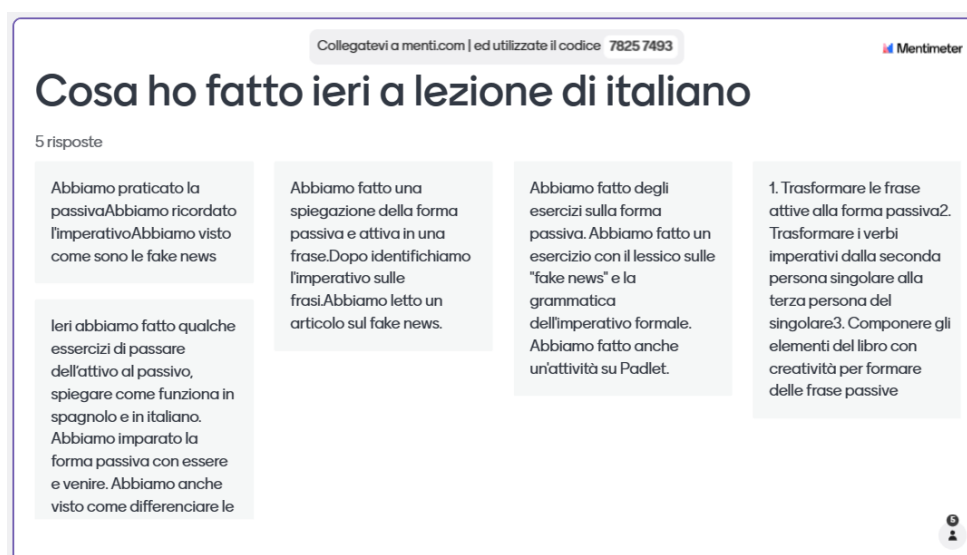 Collegatevi a menti.com | ed utilizzate il codice 7825 7493
Mentimeter
Cosa ho fatto ieri a lezione di italiano
5 risposte
Abbiamo praticato la
passivaAbbiamo ricordato
l'imperativoAbbiamo visto
come sono le fake news
Ieri abbiamo fatto qualche
essercizi di passare
dell'attivo al passivo,
spiegare come funziona in
spagnolo e in italiano.
Abbiamo imparato la
forma passiva con essere
e venire. Abbiamo anche
visto come differenziare le
Abbiamo fatto una
spiegazione della forma
passiva e attiva in una
frase.Dopo identifichiamo
l'imperativo sulle
frasi.Abbiamo letto un
articolo sul fake news.
Abbiamo fatto degli
esercizi sulla forma
passiva. Abbiamo fatto un
esercizio con il lessico sulle
"fake news" e la
grammatica
dell'imperativo formale.
Abbiamo fatto anche
un'attività su Padlet.
1. Trasformare le frase
attive alla forma passiva2.
Trasformare i verbi
imperativi dalla seconda
persona singolare alla
terza persona del
singolare3. Componere gli
elementi del libro con
creatività per formare
delle frase passive
5